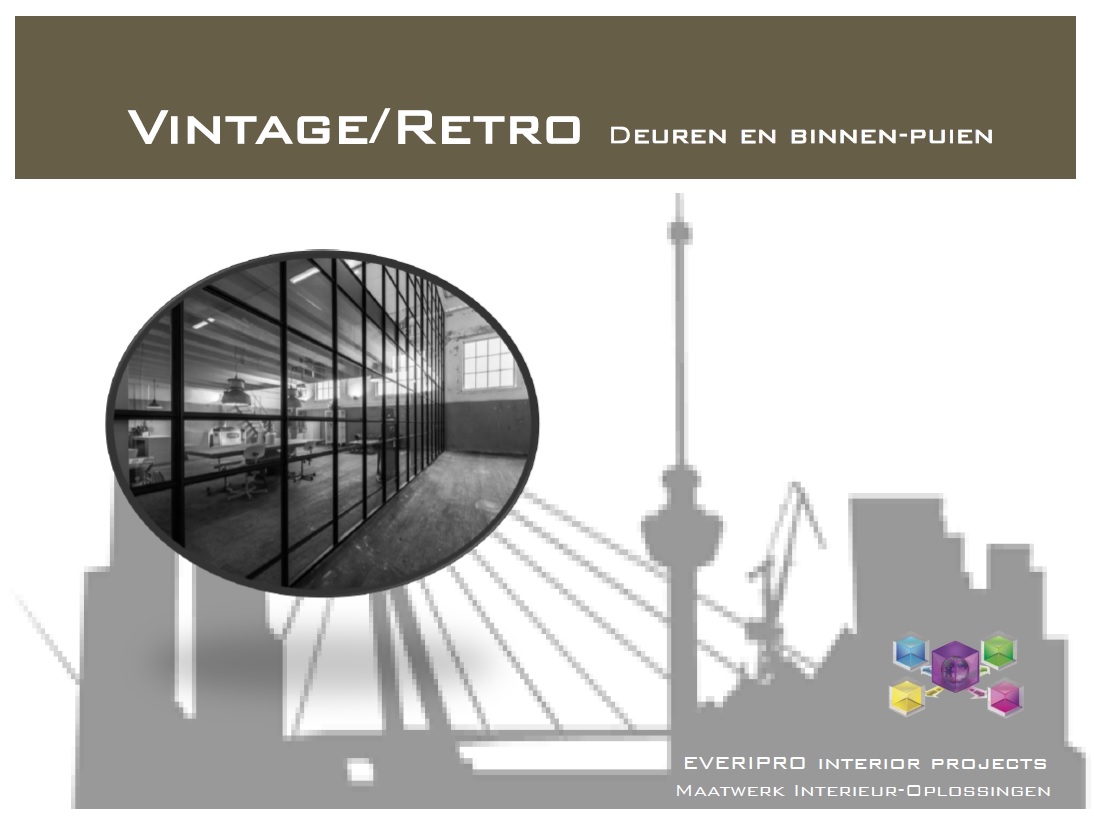 Vintage/Retro Deuren en binnen-puien
EVERIPRO interior projects
Maatwerk Interieur-Oplossingen